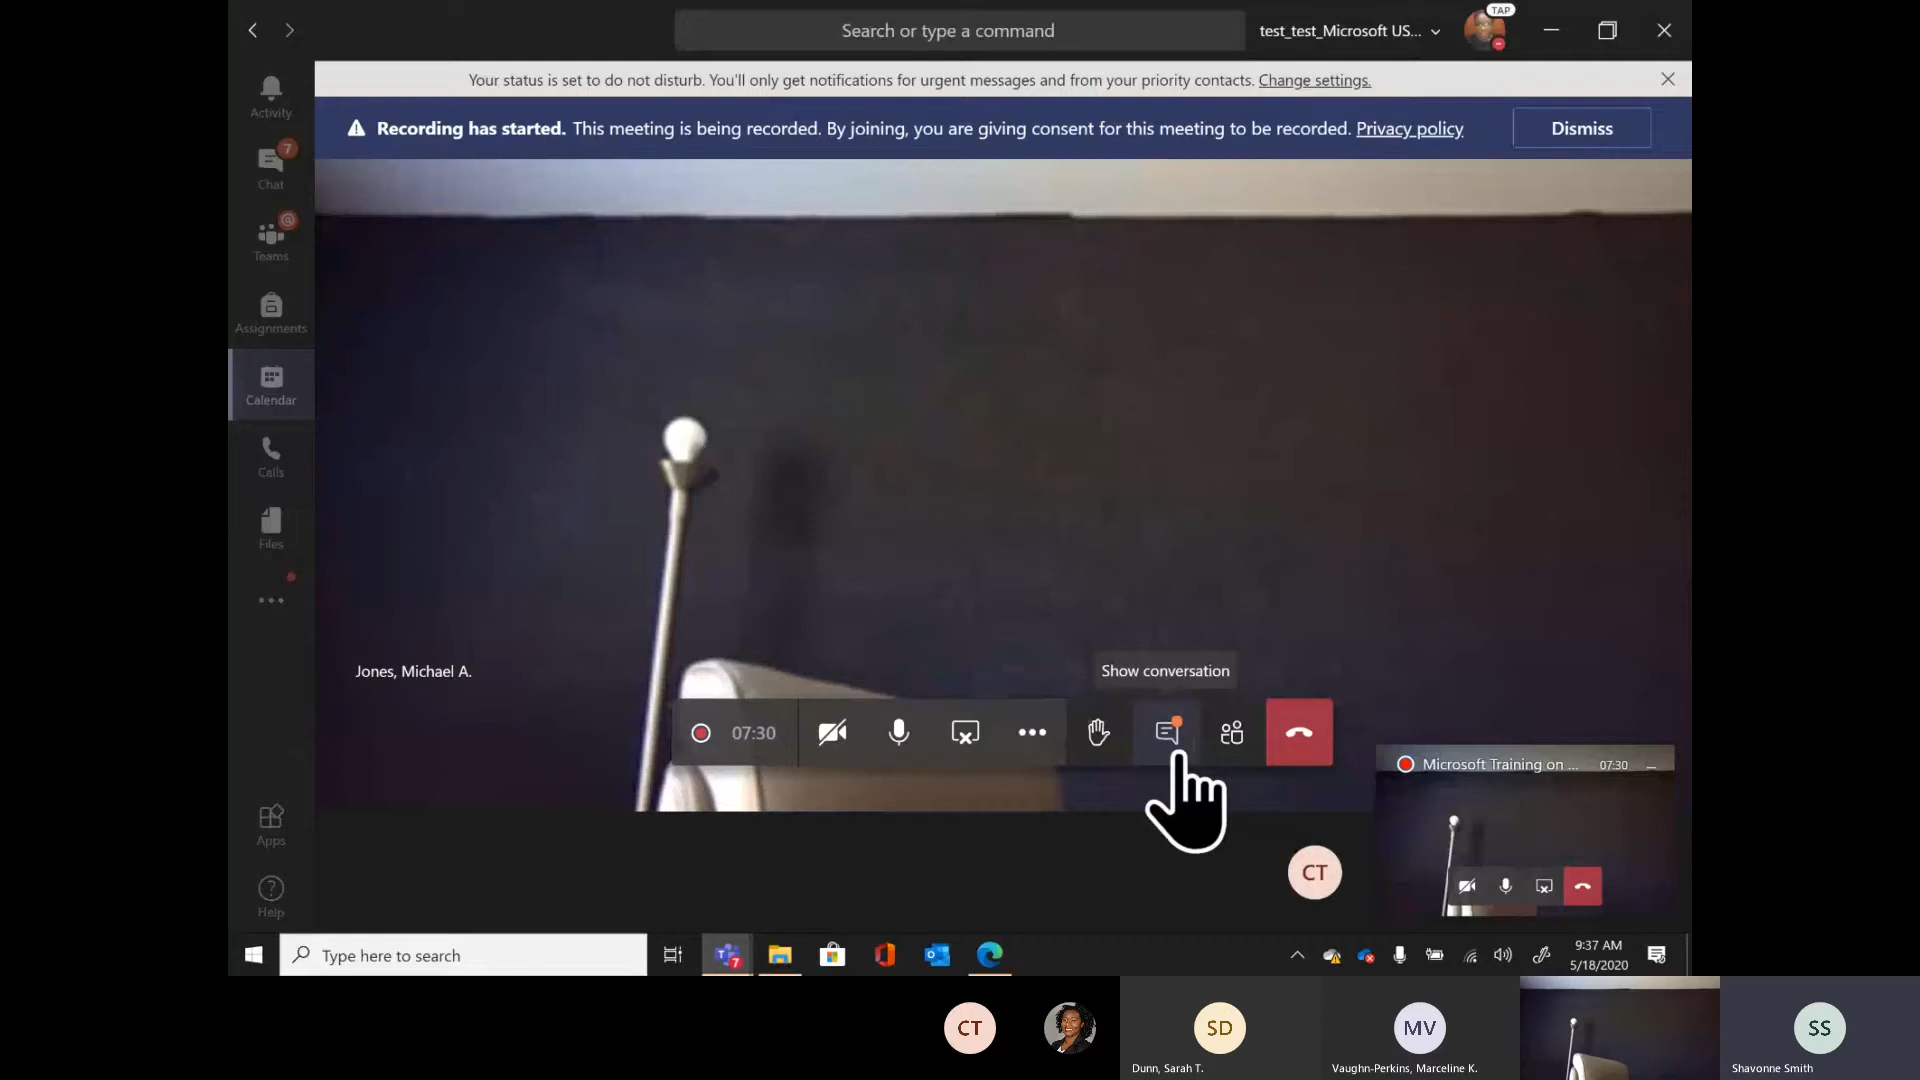 Search or type a command
test_test_Microsoft US...
TAP
Your status is set to do not disturb. You'll only get notifications for urgent messages and from your priority contacts. Change settings.
Recording has started. This meeting is being recorded. By joining, you are giving consent for this meeting to be recorded. Privacy policy
Dismiss
Activity
7
Chat
@
Teams
Assignments
Calendar
Calls
Files
Apps
Help
Jones, Michael A.
Show conversation
07:30
Microsoft Training on ...
07:30
CT
Type here to search
T
7
9:37 AM
5/18/2020
CT
SD
Dunn, Sarah T.
MV
Vaughn-Perkins, Marceline K.
SS
Shavonne Smith